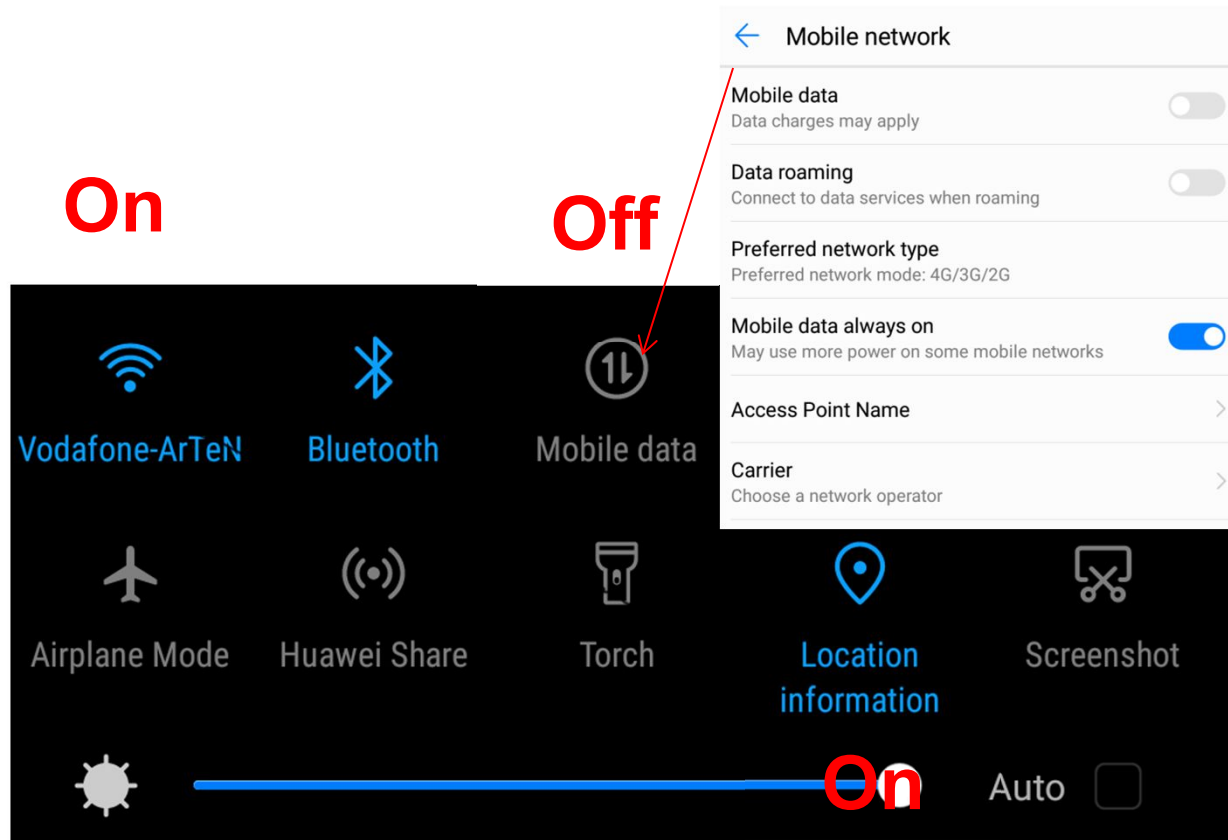 Mobile network
Mobile data
Data charges may apply
Data roaming
Connect to data services when roaming
Preferred network type
Preferred network mode: 4G/3G/2G
Mobile data always on
May use more power on some mobile networks
Access Point Name
Carrier
Choose a network operator
On
Off
Vodafone-ArTeN
Bluetooth
Mobile data
Airplane Mode
Huawei Share
Torch
Location
information
Screenshot
On
Auto